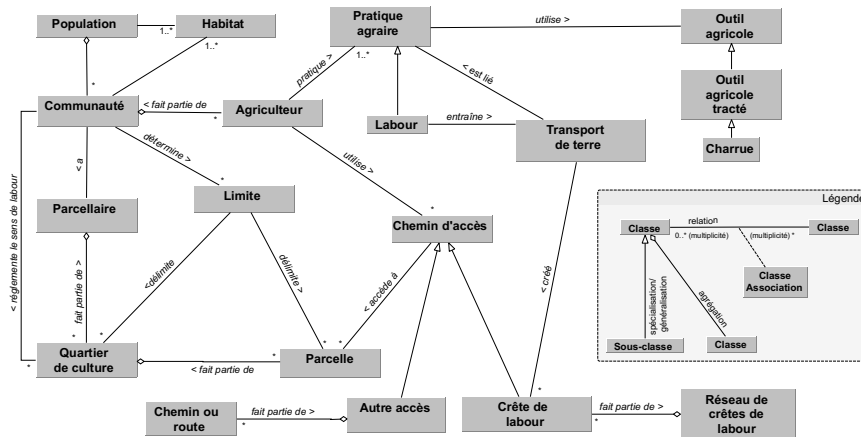 Population
1..*
Habitat
1..*
Pratique
agraire
1..*
utilise >
Outil
agricole
Outil
agricole
tracté
Charrue
*
Communauté
< fait partie de
*
Agriculteur
pratique >
< est lié
Labour
entraîne >
Transport
de terre
détermine >
*
utilise >
*
< a
< réglemente le sens de labour
Parcellaire
Limite
Chemin d'accès
fait partie de >
<délimite
délimite >
< accède à
< créé
*
*
*
*
*
Quartier
de culture
*
< fait partie de
*
Parcelle
Chemin ou
route
*
fait partie de >
Autre accès
*
Crête de
labour
fait partie de >
*
Réseau de
crêtes de
labour
Légende
Classe
relation
0..* (multiplicité)
(multiplicité) *
Classe
Classe
Association
spécialisation/
généralisation
agrégation
Sous-classe
Classe